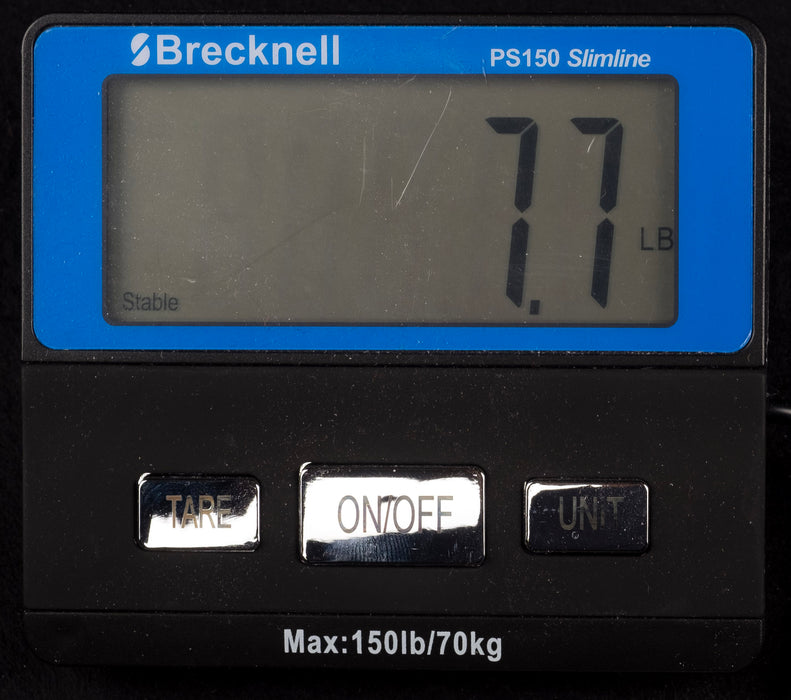 Brecknell
PS150 Slimline
7.7
LB
Stable
TARE
ON/OFF
UNIT
Max:150lb/70kg